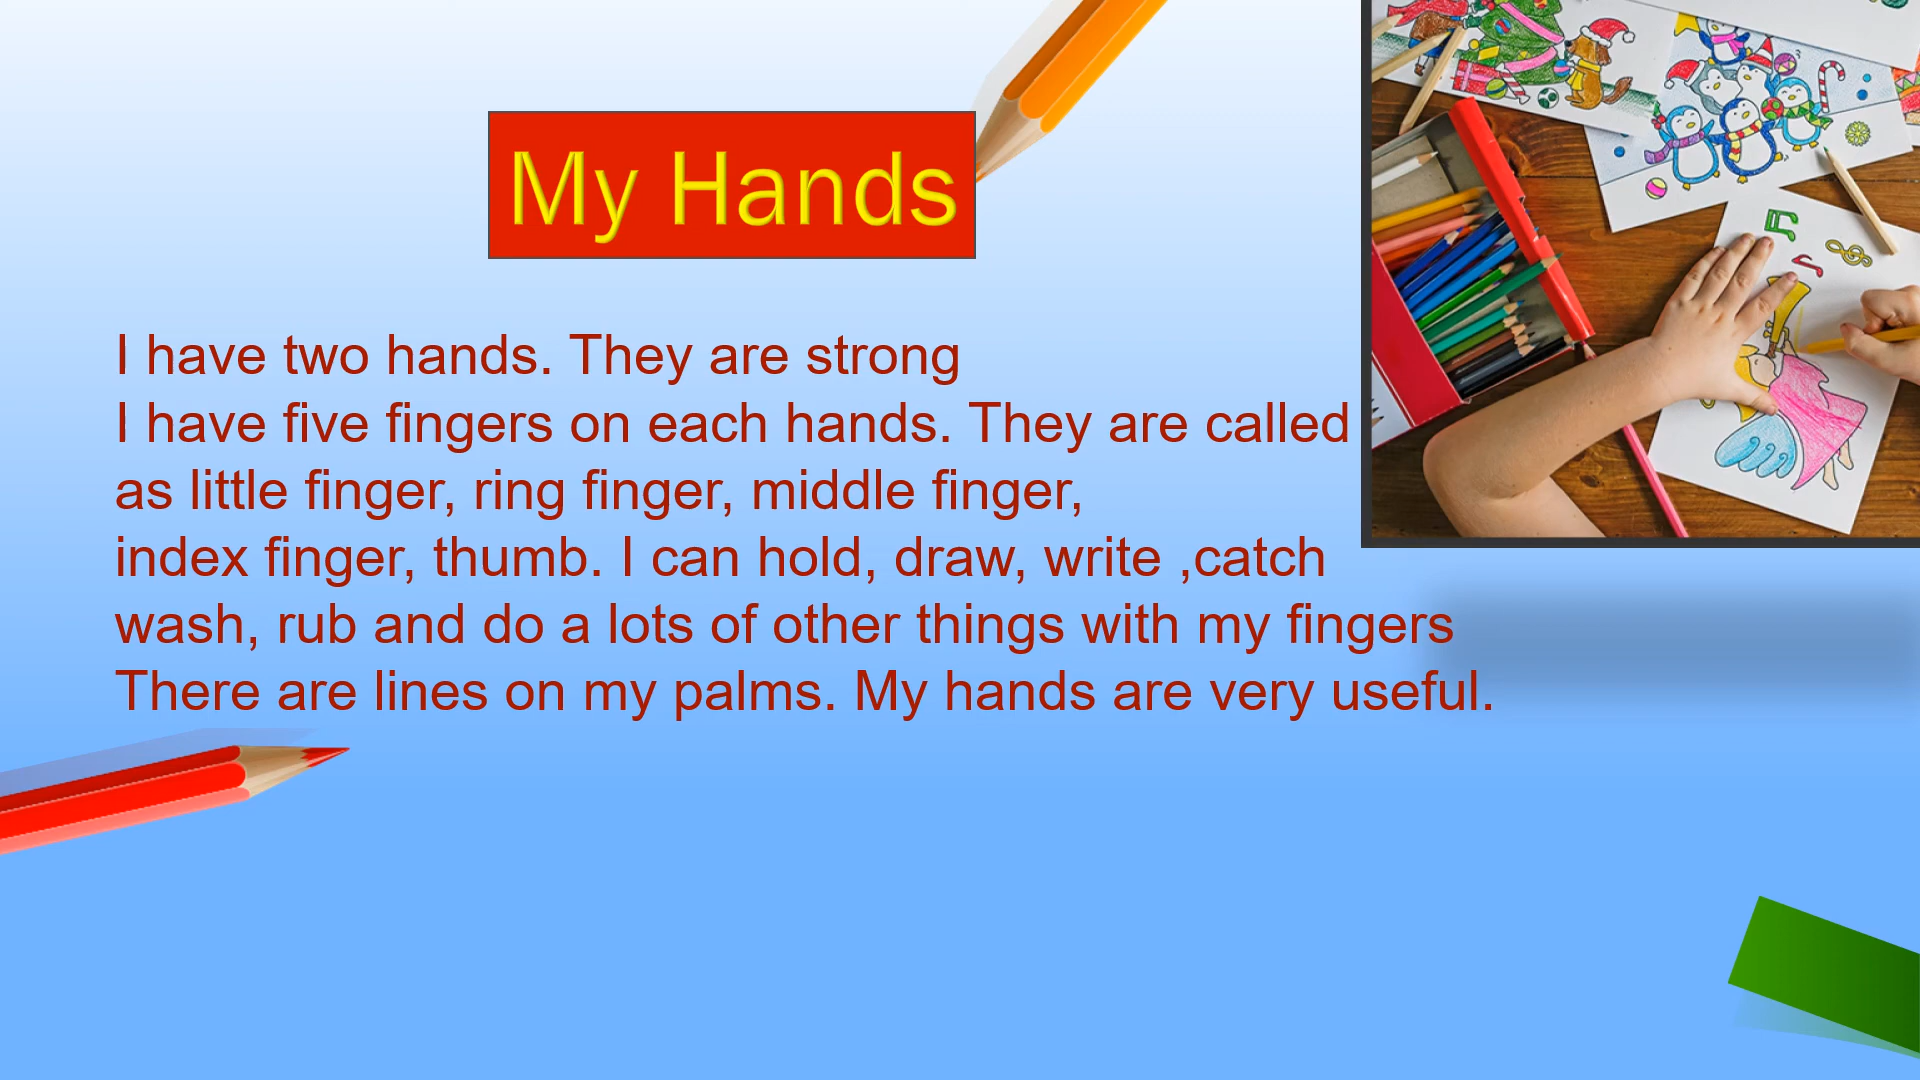 My Hands
I have two hands. They are strong
I have five fingers on each hands. They are called
as little finger, ring finger, middle finger,
index finger, thumb. I can hold, draw, write ,catch
wash, rub and do a lots of other things with my fingers
There are lines on my palms. My hands are very useful.